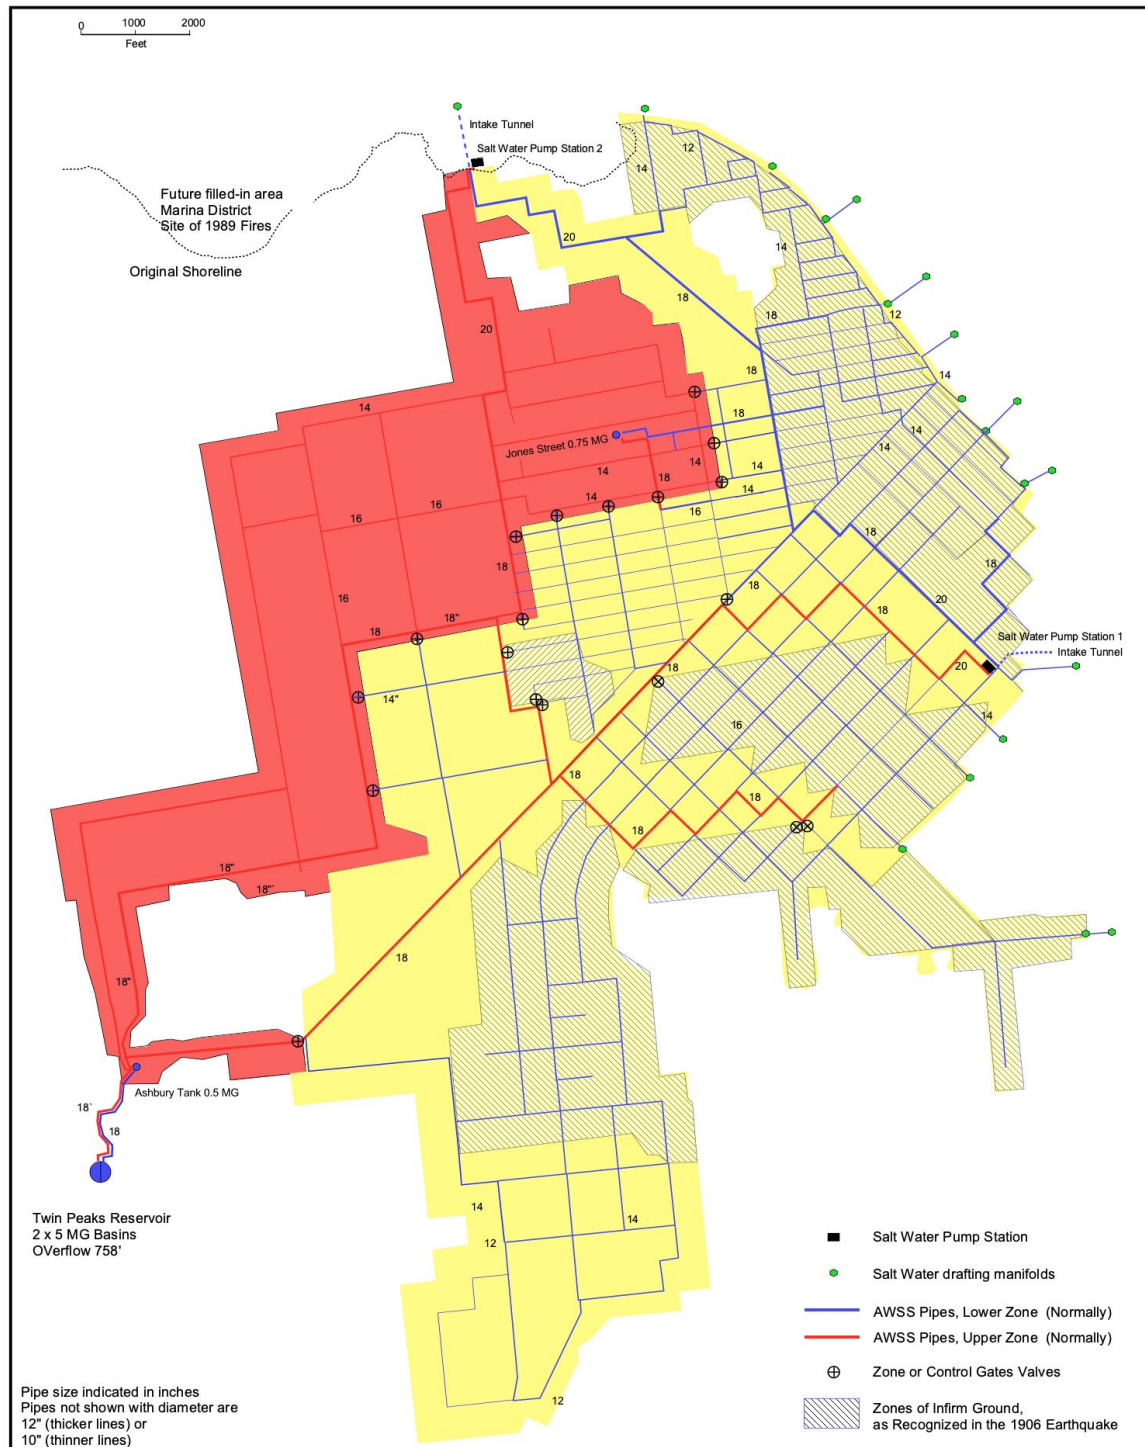 0 1000 2000
Feet
Intake Tunnel
Salt Water Pump Station 2
12
14
Future filled-in area
Marina District
Site of 1989 Fires
Original Shoreline
20
14
18
18
12
20
18
14
14
18
Jones Street 0.75 MG
14
14
14
18
14
14
14
16
16
16
18
18
18
18
16
20
18
18
18"
18
Salt Water Pump Station 1
Intake Tunnel
20
14"
14
16
18
18
18
18"
18"`
18
18"
Ashbury Tank 0.5 MG
18`
18
Twin Peaks Reservoir
2 x 5 MG Basins
OVerflow 758'
14
14
12
12
Salt Water Pump Station
Salt Water drafting manifolds
AWSS Pipes, Lower Zone (Normally)
AWSS Pipes, Upper Zone (Normally)
Zone or Control Gates Valves
Zones of Infirm Ground,
as Recognized in the 1906 Earthquake
Pipe size indicated in inches
Pipes not shown with diameter are
12" (thicker lines) or
10" (thinner lines)